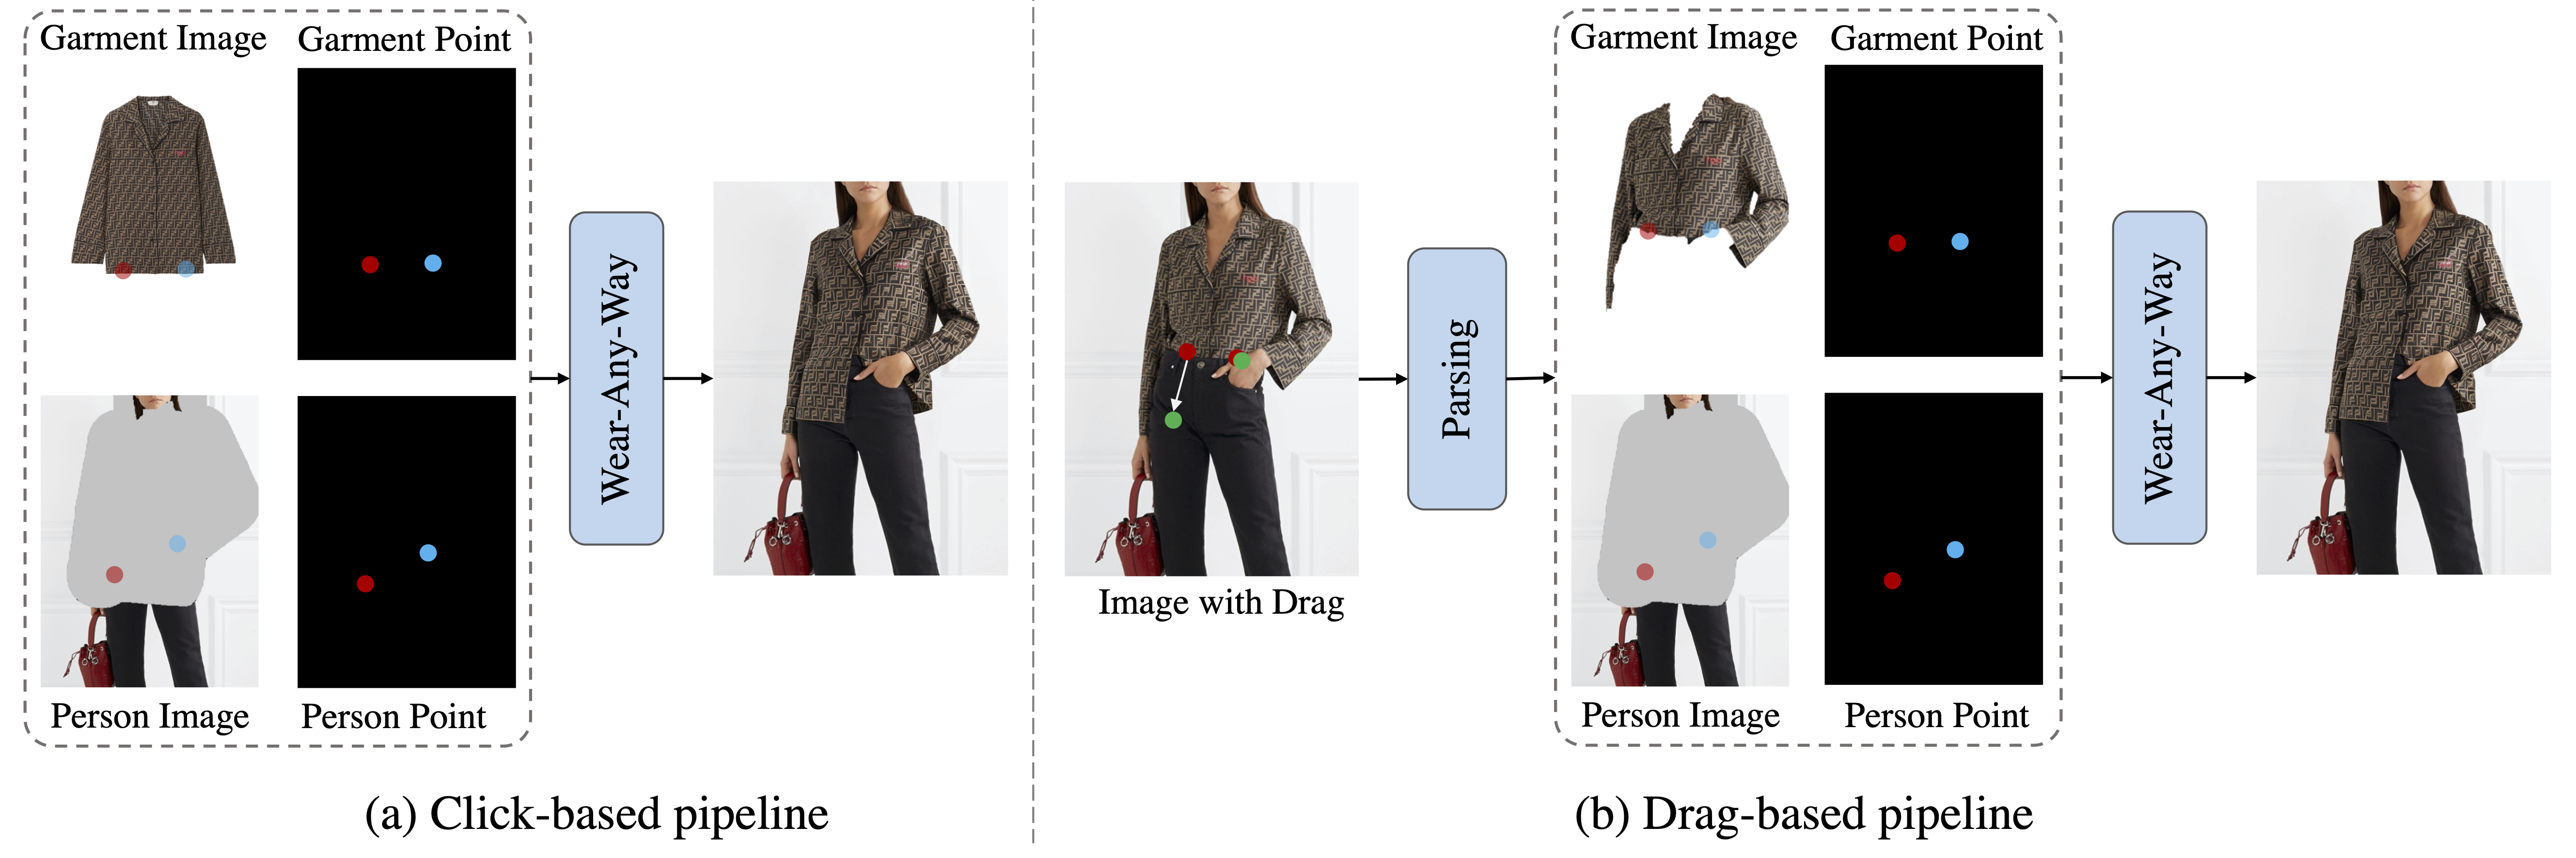 Garment Image
Garment Point
Person Image
Person Point
Wear-Any-Way
(a) Click-based pipeline
Image with Drag
Parsing
Garment Image
Garment Point
Person Image
Person Point
Wear-Any-Way
(b) Drag-based pipeline